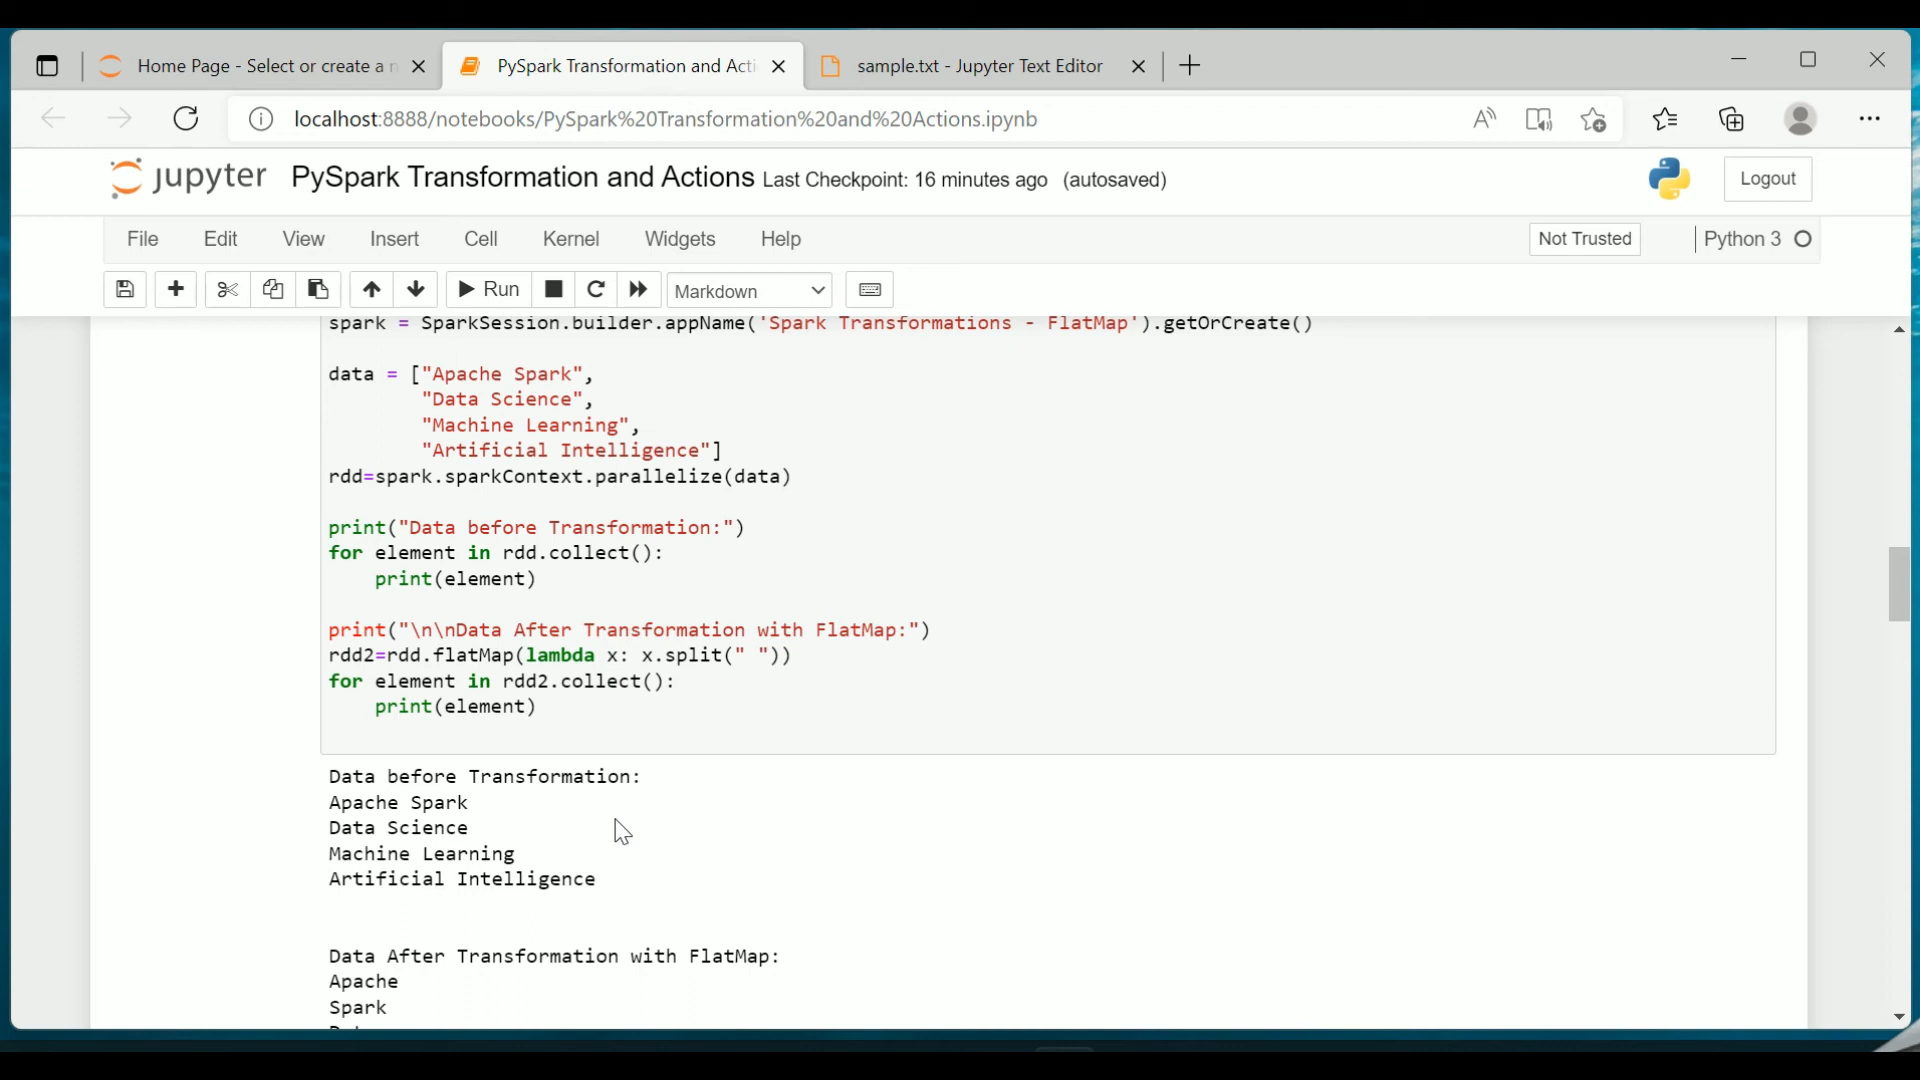 Home Page - Select or create a n
PySpark Transformation and Acti
sample.txt - Jupyter Text Editor
localhost:8888/notebooks/PySpark%20Transformation%20and%20Actions.ipynb
jupyter PySpark Transformation and Actions Last Checkpoint: 16 minutes ago (autosaved)
Logout
File Edit View Insert Cell Kernel Widgets Help
Not Trusted
Python 3
Run
Markdown
spark = SparkSession.builder.appName('Spark Transformations - FlatMap').getOrCreate()
data = ["Apache Spark",
"Data Science",
"Machine Learning",
"Artificial Intelligence"]
rdd=spark.sparkContext.parallelize(data)
print("Data before Transformation:")
for element in rdd.collect():
print(element)
print("\n\nData After Transformation with FlatMap:")
rdd2=rdd.flatMap(lambda x: x.split(" "))
for element in rdd2.collect():
print(element)
Data before Transformation:
Apache Spark
Data Science
Machine Learning
Artificial Intelligence
Data After Transformation with FlatMap:
Apache
Spark